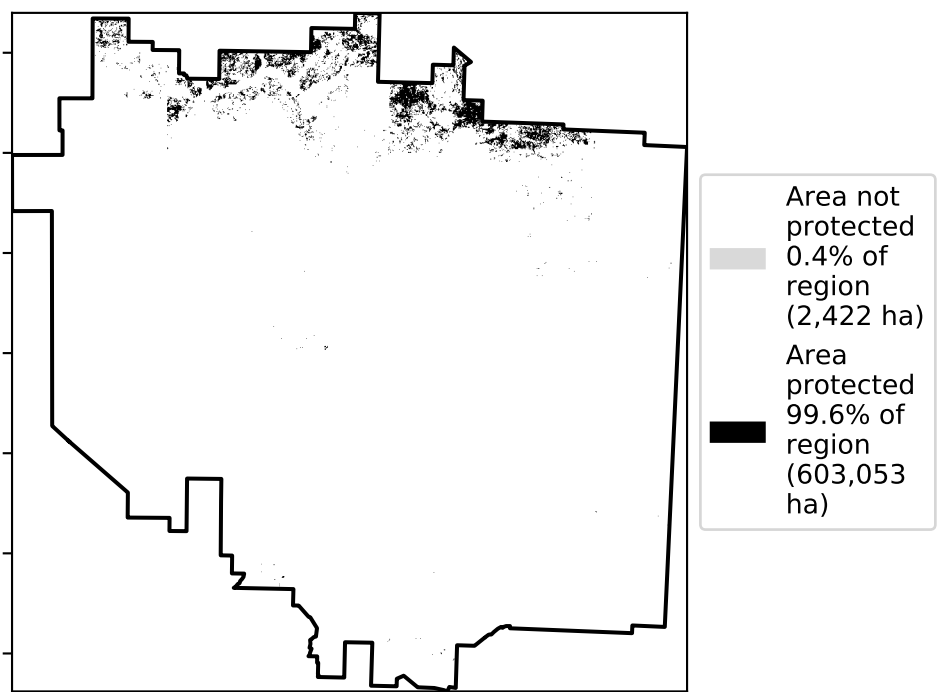 Area not
protected
0.4% of
region
(2,422 ha)
Area
protected
99.6% of
region
(603,053
ha)